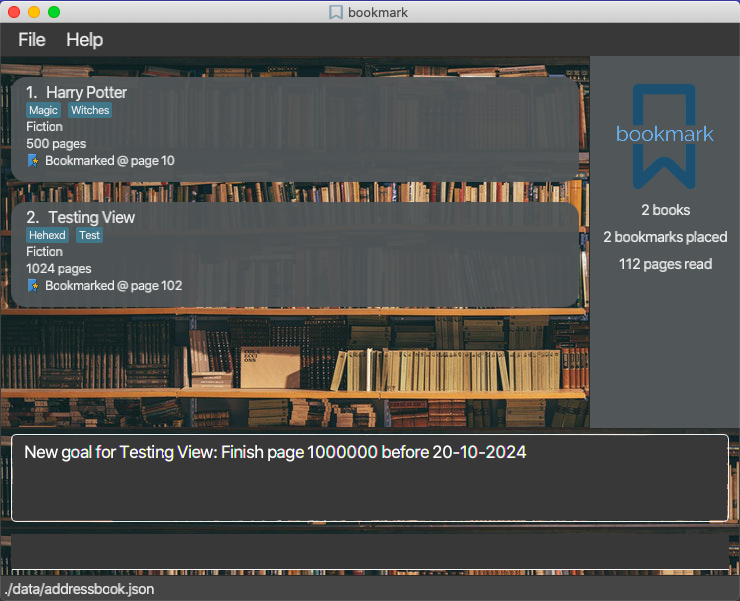 bookmark
File Help
1. Harry Potter
Magic Witches
Fiction
500 pages
Bookmarked @ page 10
2. Testing View
Hehexd Test
Fiction
1024 pages
Bookmarked @ page 102
bookmark
2 books
2 bookmarks placed
112 pages read
New goal for Testing View: Finish page 1000000 before 20-10-2024
./data/addressbook.json